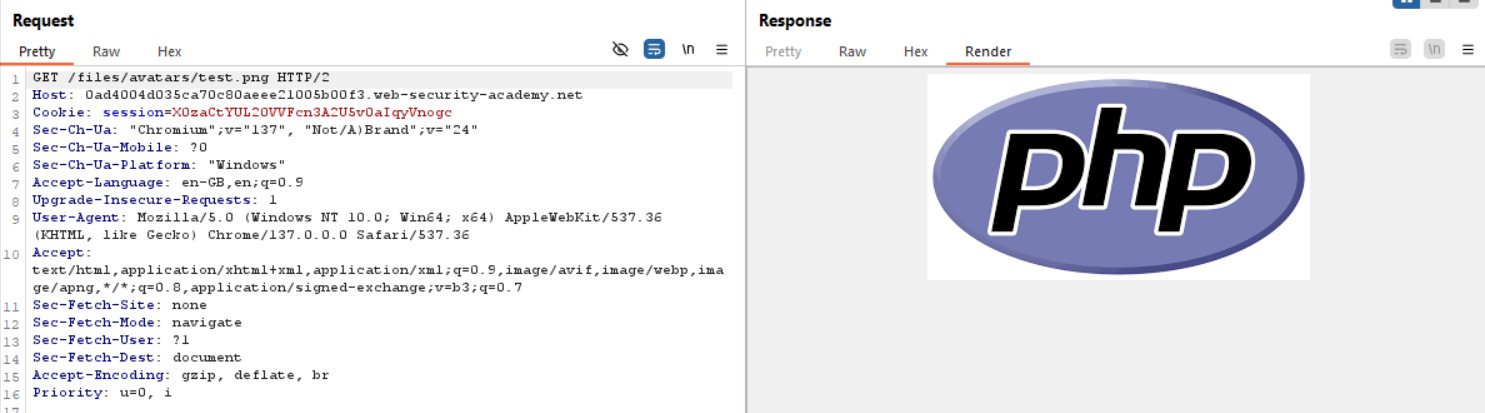 Request
Response
Pretty Raw Hex \n
Pretty Raw Hex Render \n
1 GET /files/avatars/test.png HTTP/2
2 Host: 0ad4004d035ca70c80aeee21005b00f3.web-security-academy.net
3 Cookie: session=X0zaCtYUL20VVFcn3A2U5v0aIqyVnogc
4 Sec-Ch-Ua: "Chromium";v="137", "Not/A)Brand";v="24"
5 Sec-Ch-Ua-Mobile: ?0
6 Sec-Ch-Ua-Platform: "Windows"
7 Accept-Language: en-GB,en;q=0.9
8 Upgrade-Insecure-Requests: 1
9 User-Agent: Mozilla/5.0 (Windows NT 10.0; Win64; x64) AppleWebKit/537.36
(KHTML, like Gecko) Chrome/137.0.0.0 Safari/537.36
10 Accept:
text/html,application/xhtml+xml,application/xml;q=0.9,image/avif,image/webp,ima
ge/apng,*/*;q=0.8,application/signed-exchange;v=b3;q=0.7
11 Sec-Fetch-Site: none
12 Sec-Fetch-Mode: navigate
13 Sec-Fetch-User: ?1
14 Sec-Fetch-Dest: document
15 Accept-Encoding: gzip, deflate, br
16 Priority: u=0, i
17
php